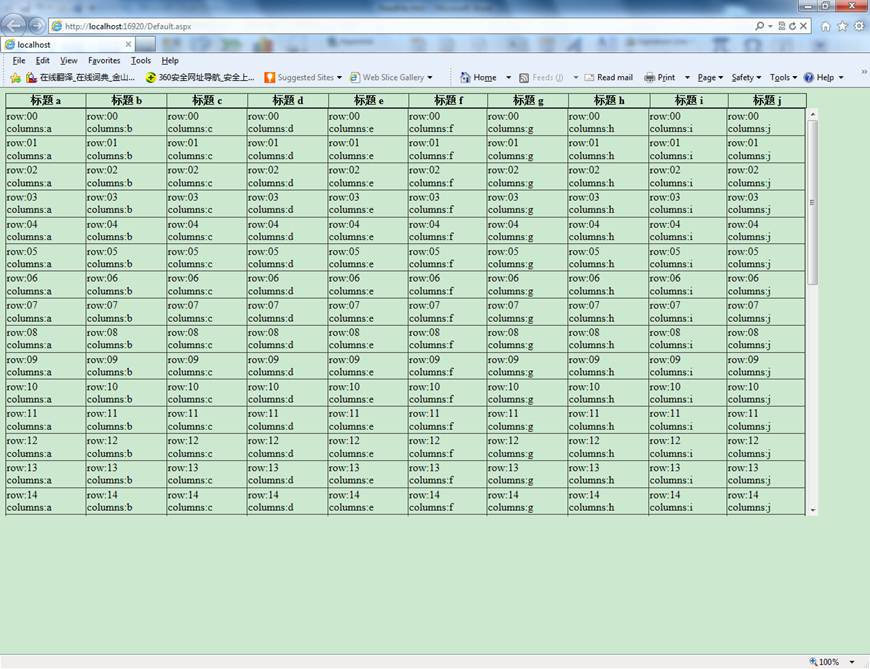 http://localhost:16920/Default.aspx
localhost
File Edit View Favorites Tools Help
在线翻译_在线词典_金山... 360安全网址导航_安全上... Suggested Sites Web Slice Gallery Home Feeds (J) Read mail Print Page Safety Tools Help
标题 a 标题 b 标题 c 标题 d 标题 e 标题 f 标题 g 标题 h 标题 i 标题 j
row:00 row:00 row:00 row:00 row:00 row:00 row:00 row:00 row:00 row:00
columns:a columns:b columns:c columns:d columns:e columns:f columns:g columns:h columns:i columns:j
row:01 row:01 row:01 row:01 row:01 row:01 row:01 row:01 row:01 row:01
columns:a columns:b columns:c columns:d columns:e columns:f columns:g columns:h columns:i columns:j
row:02 row:02 row:02 row:02 row:02 row:02 row:02 row:02 row:02 row:02
columns:a columns:b columns:c columns:d columns:e columns:f columns:g columns:h columns:i columns:j
row:03 row:03 row:03 row:03 row:03 row:03 row:03 row:03 row:03 row:03
columns:a columns:b columns:c columns:d columns:e columns:f columns:g columns:h columns:i columns:j
row:04 row:04 row:04 row:04 row:04 row:04 row:04 row:04 row:04 row:04
columns:a columns:b columns:c columns:d columns:e columns:f columns:g columns:h columns:i columns:j
row:05 row:05 row:05 row:05 row:05 row:05 row:05 row:05 row:05 row:05
columns:a columns:b columns:c columns:d columns:e columns:f columns:g columns:h columns:i columns:j
row:06 row:06 row:06 row:06 row:06 row:06 row:06 row:06 row:06 row:06
columns:a columns:b columns:c columns:d columns:e columns:f columns:g columns:h columns:i columns:j
row:07 row:07 row:07 row:07 row:07 row:07 row:07 row:07 row:07 row:07
columns:a columns:b columns:c columns:d columns:e columns:f columns:g columns:h columns:i columns:j
row:08 row:08 row:08 row:08 row:08 row:08 row:08 row:08 row:08 row:08
columns:a columns:b columns:c columns:d columns:e columns:f columns:g columns:h columns:i columns:j
row:09 row:09 row:09 row:09 row:09 row:09 row:09 row:09 row:09 row:09
columns:a columns:b columns:c columns:d columns:e columns:f columns:g columns:h columns:i columns:j
row:10 row:10 row:10 row:10 row:10 row:10 row:10 row:10 row:10 row:10
columns:a columns:b columns:c columns:d columns:e columns:f columns:g columns:h columns:i columns:j
row:11 row:11 row:11 row:11 row:11 row:11 row:11 row:11 row:11 row:11
columns:a columns:b columns:c columns:d columns:e columns:f columns:g columns:h columns:i columns:j
row:12 row:12 row:12 row:12 row:12 row:12 row:12 row:12 row:12 row:12
columns:a columns:b columns:c columns:d columns:e columns:f columns:g columns:h columns:i columns:j
row:13 row:13 row:13 row:13 row:13 row:13 row:13 row:13 row:13 row:13
columns:a columns:b columns:c columns:d columns:e columns:f columns:g columns:h columns:i columns:j
row:14 row:14 row:14 row:14 row:14 row:14 row:14 row:14 row:14 row:14
columns:a columns:b columns:c columns:d columns:e columns:f columns:g columns:h columns:i columns:j
100%